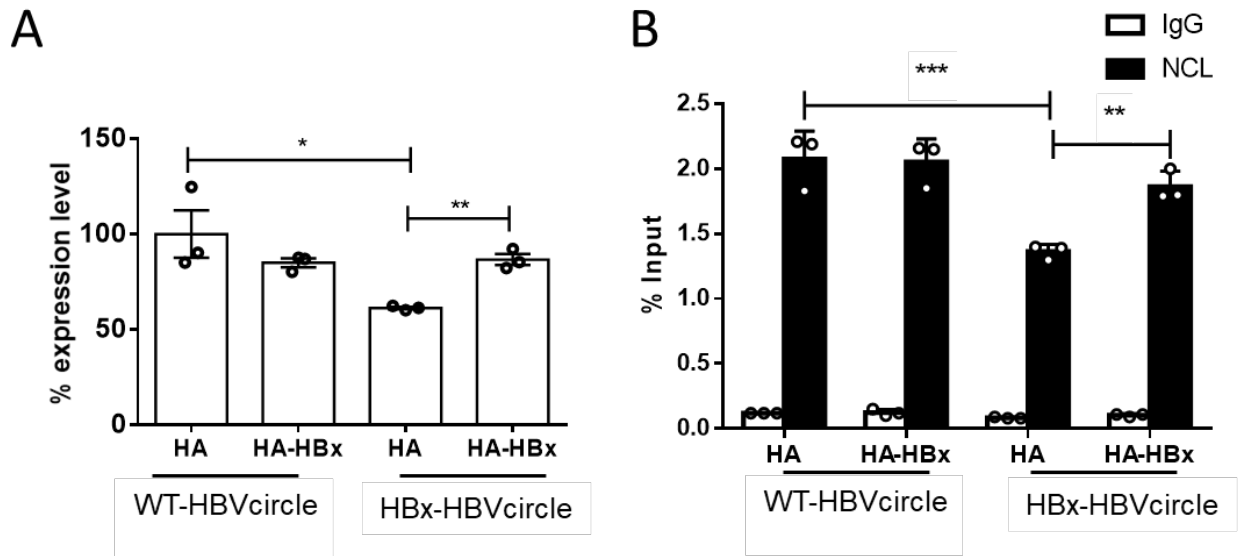 A
% expression level
150
100
50
0
*
**
HA HA-HBx HA HA-HBx
WT-HBVcircle HBx-HBVcircle
B
IgG
NCL
% Input
2.5
2.0
1.5
1.0
0.5
0.0
***
**
HA HA-HBx HA HA-HBx
WT-HBVcircle HBx-HBVcircle